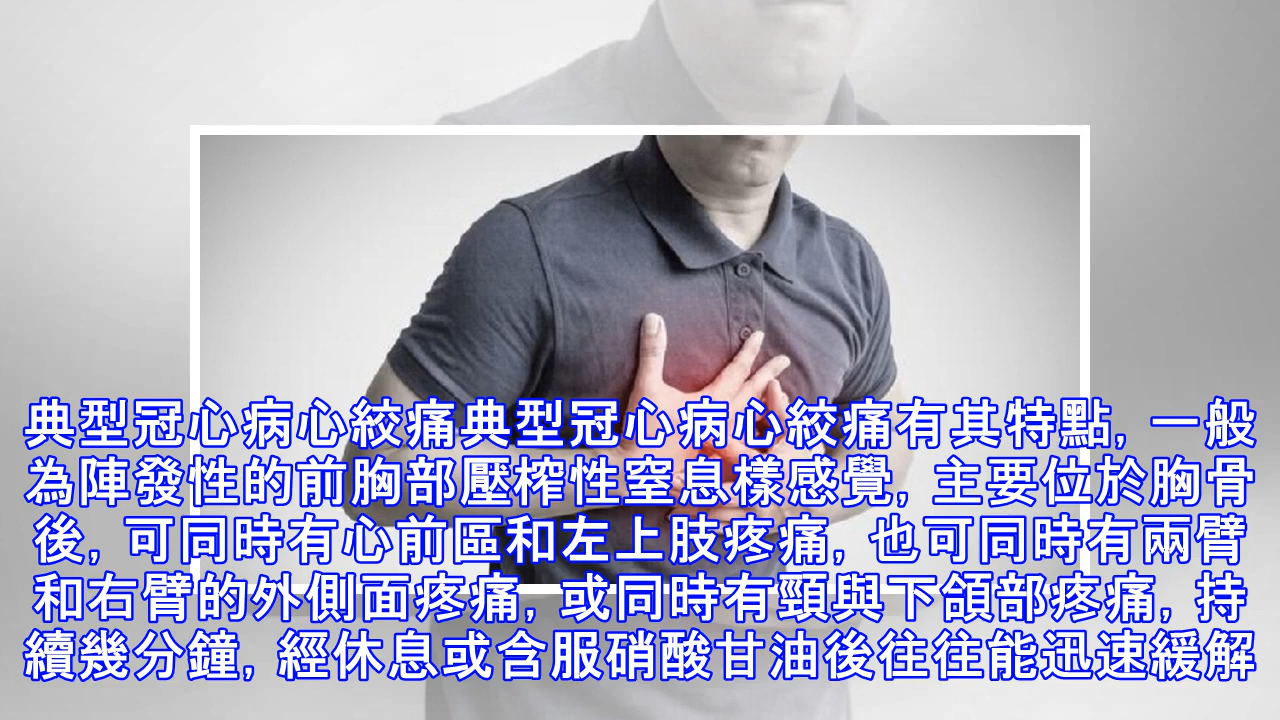 典型冠心病心絞痛典型冠心病心絞痛有其特點, 一般
為陣發性的前胸部壓榨性窒息樣感覺, 主要位於胸骨
後, 可同時有心前區和左上肢疼痛, 也可同時有兩臂
和右臂的外側面疼痛, 或同時有頸與下頜部疼痛, 持
續幾分鐘, 經休息或含服硝酸甘油後往往能迅速緩解